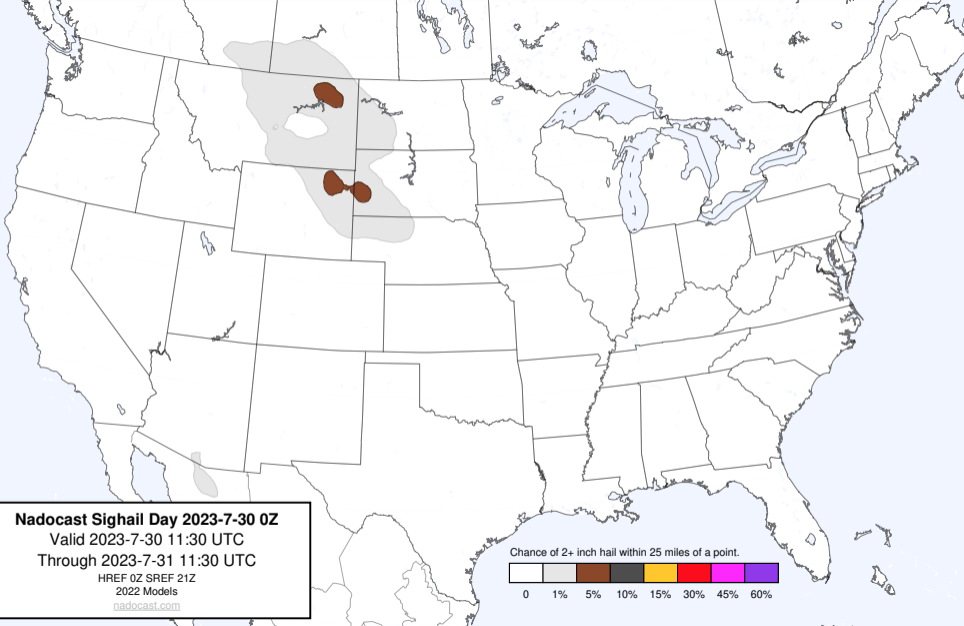 Nadocast Sighail Day 2023-7-30 0Z
Valid 2023-7-30 11:30 UTC
Through 2023-7-31 11:30 UTC
HREF 0Z SREF 21Z
2022 Models
nadocast.com
Chance of 2+ inch hail within 25 miles of a point.
0 1% 5% 10% 15% 30% 45% 60%